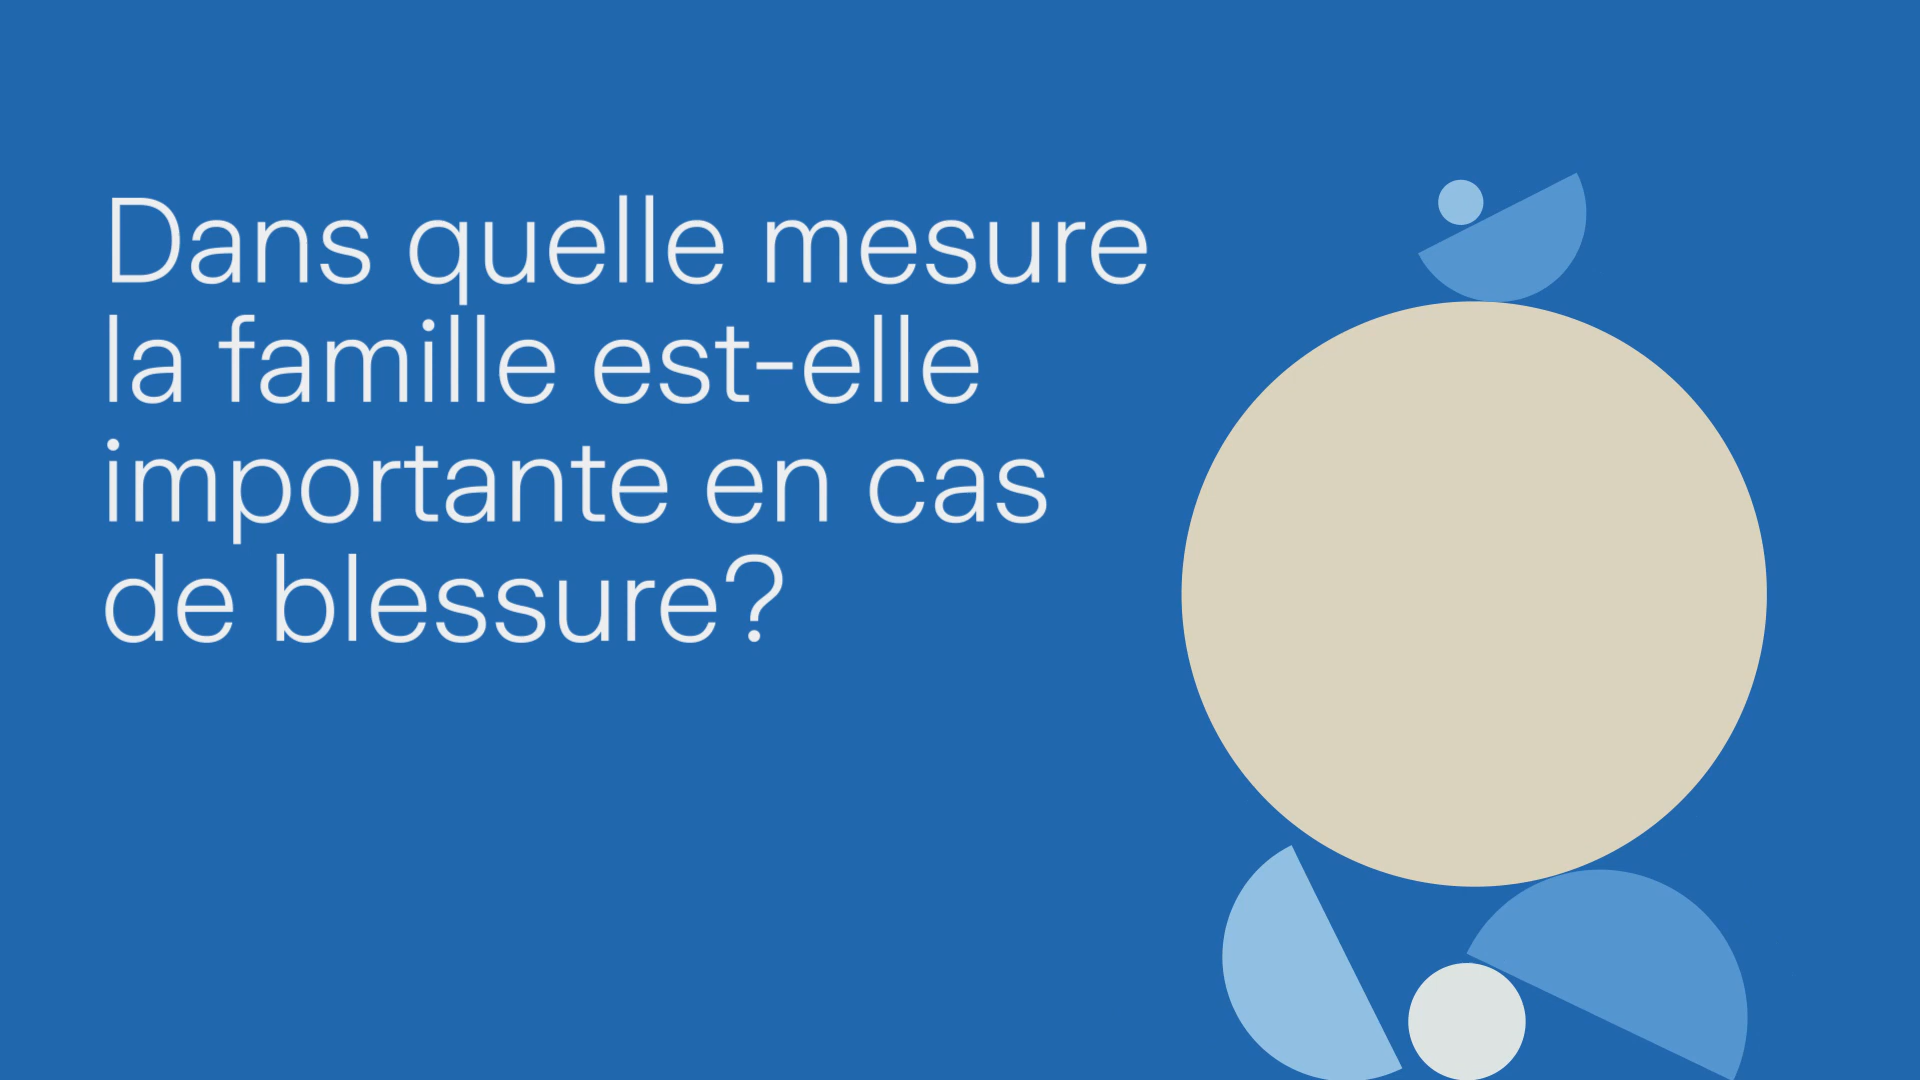 Dans quelle mesure
la famille est-elle
importante en cas
de blessure?